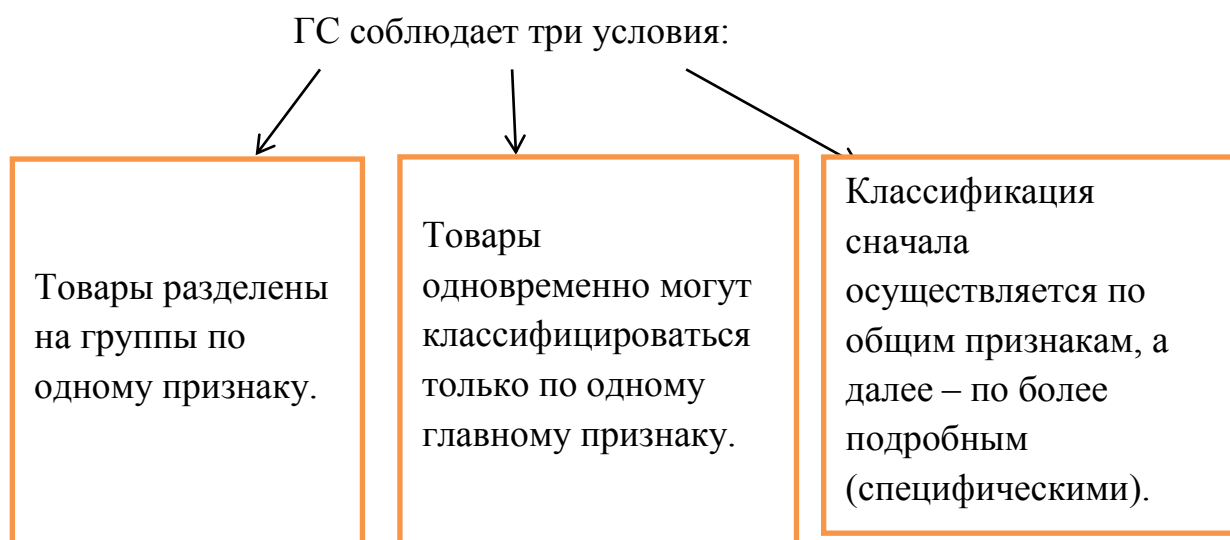 ГС соблюдает три условия:
Товары разделены
на группы по
одному признаку.
Товары
одновременно могут
классифицироваться
только по одному
главному признаку.
Классификация
сначала
осуществляется по
общим признакам, а
далее – по более
подробным
(специфическими).